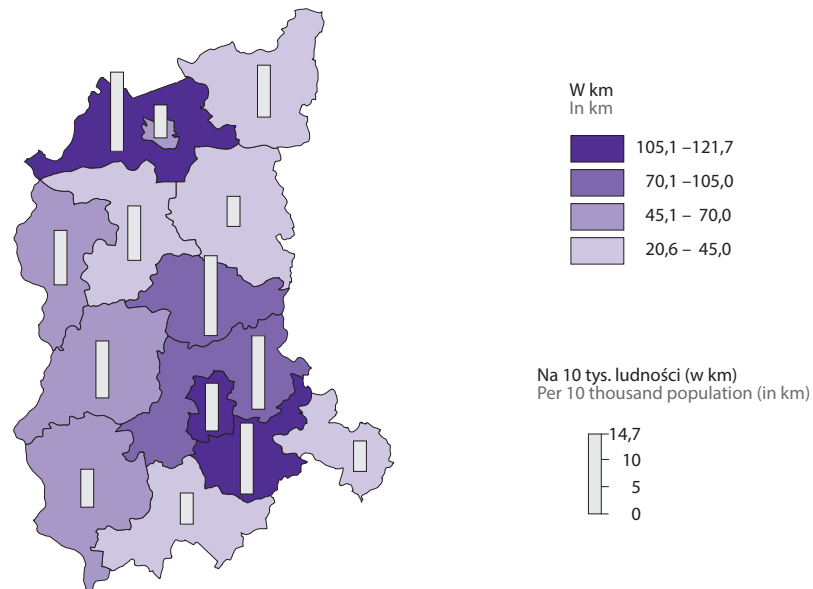 W km
In km
105,1 –121,7
70,1 –105,0
45,1 – 70,0
20,6 – 45,0
Na 10 tys. ludności (w km)
Per 10 thousand population (in km)
14,7
10
5
0